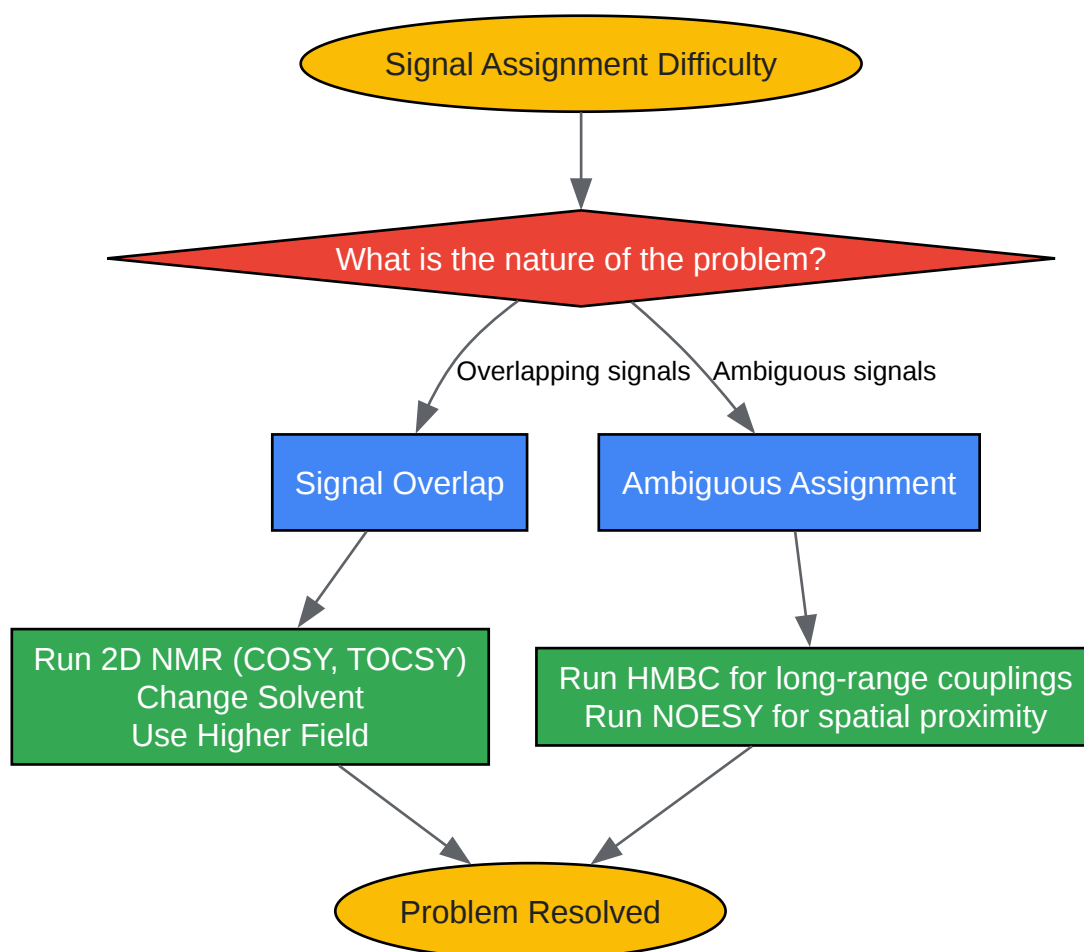 Signal Assignment Difficulty
What is the nature of the problem?
Overlapping signals
Ambiguous signals
Signal Overlap
Ambiguous Assignment
Run 2D NMR (COSY, TOCSY)
Change Solvent
Use Higher Field
Run HMBC for long-range couplings
Run NOESY for spatial proximity
Problem Resolved